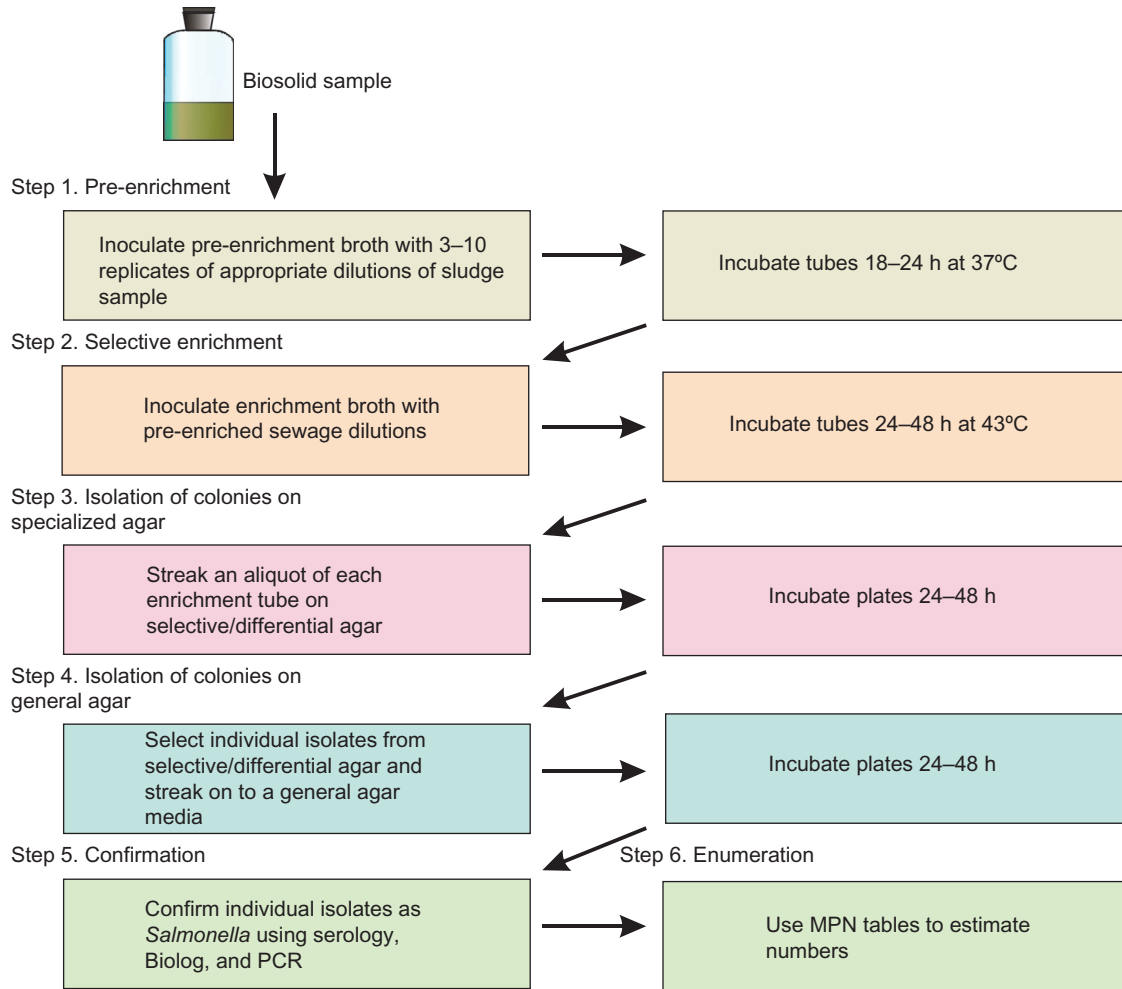 Biosolid sample
Step 1. Pre-enrichment
Inoculate pre-enrichment broth with 3–10
replicates of appropriate dilutions of sludge
sample
Incubate tubes 18–24 h at 37ºC
Step 2. Selective enrichment
Inoculate enrichment broth with
pre-enriched sewage dilutions
Incubate tubes 24–48 h at 43ºC
Step 3. Isolation of colonies on
specialized agar
Streak an aliquot of each
enrichment tube on
selective/differential agar
Incubate plates 24–48 h
Step 4. Isolation of colonies on
general agar
Select individual isolates from
selective/differential agar and
streak on to a general agar
media
Incubate plates 24–48 h
Step 5. Confirmation
Confirm individual isolates as
Salmonella using serology,
Biolog, and PCR
Step 6. Enumeration
Use MPN tables to estimate
numbers